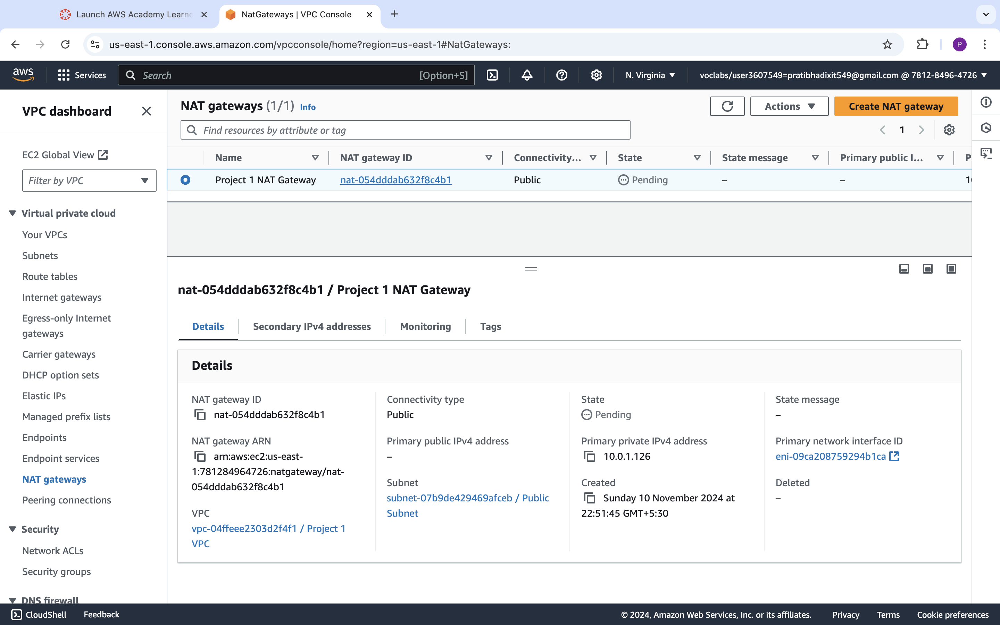 Launch AWS Academy Learne
NatGateways | VPC Console
us-east-1.console.aws.amazon.com/vpcconsole/home?region=us-east-1#NatGateways:
P
aws
Services
Search
[Option+S]
N. Virginia
voclabs/user3607549=pratibhadixit549@gmail.com @ 7812-8496-4726
VPC dashboard
EC2 Global View
Filter by VPC
Virtual private cloud
Your VPCs
Subnets
Route tables
Internet gateways
Egress-only Internet
gateways
Carrier gateways
DHCP option sets
Elastic IPs
Managed prefix lists
Endpoints
Endpoint services
NAT gateways
Peering connections
Security
Network ACLs
Security groups
DNS firewall
NAT gateways (1/1) Info
Actions
Create NAT gateway
Find resources by attribute or tag
1
Name NAT gateway ID Connectivity... State State message Primary public I...
Project 1 NAT Gateway nat-054dddab632f8c4b1 Public Pending – –
nat-054dddab632f8c4b1 / Project 1 NAT Gateway
Details Secondary IPv4 addresses Monitoring Tags
Details
NAT gateway ID
nat-054dddab632f8c4b1
NAT gateway ARN
arn:aws:ec2:us-east-
1:781284964726:natgateway/nat-
054dddab632f8c4b1
VPC
vpc-04ffeee2303d2f4f1 / Project 1
VPC
Connectivity type
Public
Primary public IPv4 address
–
Subnet
subnet-07b9de429469afceb / Public
Subnet
State
Pending
Primary private IPv4 address
10.0.1.126
Created
Sunday 10 November 2024 at
22:51:45 GMT+5:30
State message
–
Primary network interface ID
eni-09ca208759294b1ca
Deleted
–
CloudShell
Feedback
© 2024, Amazon Web Services, Inc. or its affiliates.
Privacy
Terms
Cookie preferences